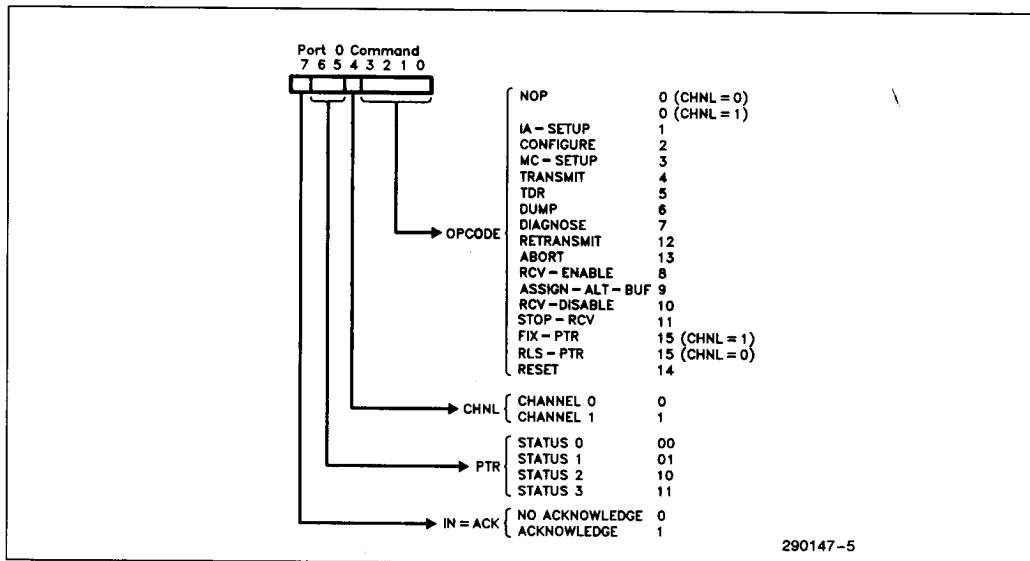 Port 0 Command
7 6 5 4 3 2 1 0
NOP 0 (CHNL = 0)
0 (CHNL = 1)
IA - SETUP 1
CONFIGURE 2
MC - SETUP 3
TRANSMIT 4
TDR 5
DUMP 6
DIAGNOSE 7
OPCODE
RETRANSMIT 12
ABORT 13
RCV - ENABLE 8
ASSIGN - ALT - BUF 9
RCV - DISABLE 10
STOP - RCV 11
FIX - PTR 15 (CHNL = 1)
RLS - PTR 15 (CHNL = 0)
RESET 14
CHNL
CHANNEL 0 0
CHANNEL 1 1
PTR
STATUS 0 00
STATUS 1 01
STATUS 2 10
STATUS 3 11
IN = ACK
NO ACKNOWLEDGE 0
ACKNOWLEDGE 1
290147-5